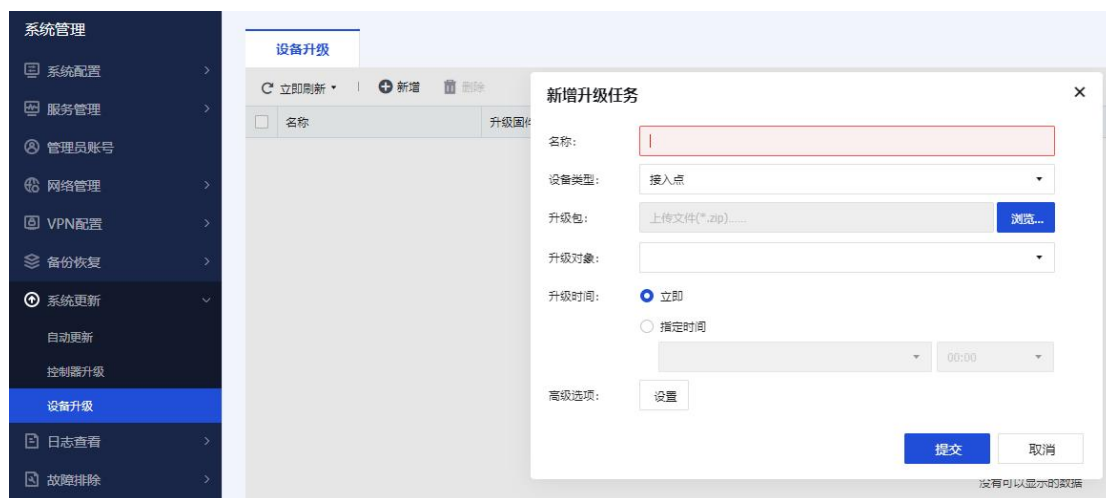 系统管理
系统配置
服务管理
管理员账号
网络管理
VPN配置
备份恢复
系统更新
自动更新
控制器升级
设备升级
日志查看
故障排除
设备升级
立即刷新 新增 删除
名称 升级固件
新增升级任务
名称:
设备类型: 接入点
升级包: 上传文件(*.zip)...... 浏览...
升级对象:
升级时间: 立即
指定时间
00:00
高级选项: 设置
提交 取消
没有可以显示的数据